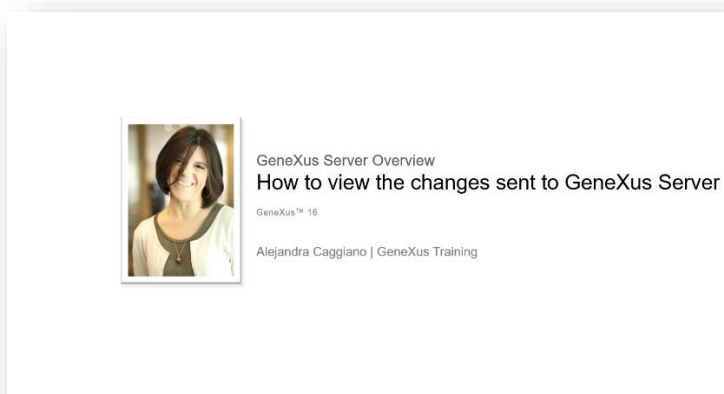 GeneXus Server Overview
How to view the changes sent to GeneXus Server
GeneXus™ 16
Alejandra Caggiano | GeneXus Training